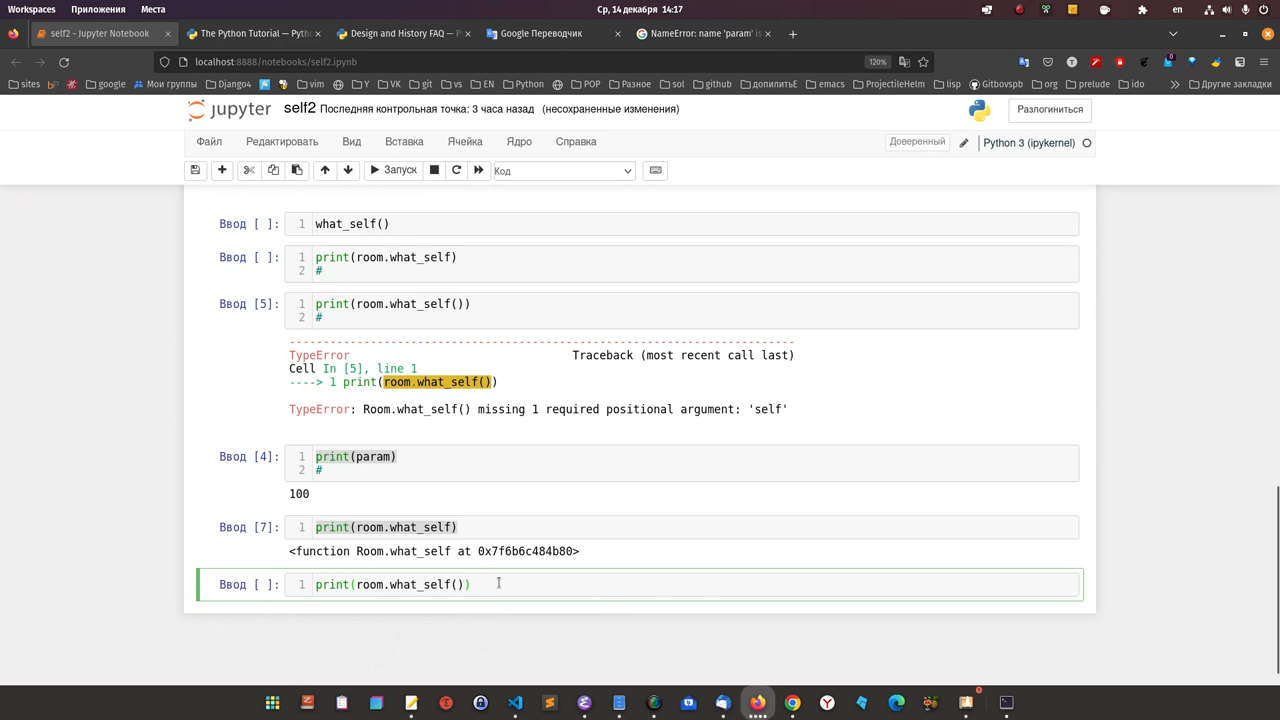 Workspaces Приложения Места Ср, 14 декабря 14:17 en
self2 - Jupyter Notebook The Python Tutorial — Pyth Design and History FAQ — P Google Переводчик NameError: name 'param' is
localhost:8888/notebooks/self2.ipynb 120%
sites google Мои группы Django4 vim Y VK git vs EN Python POP Разное sol github допилитьЕ emacs ProjectileHelm lisp Gitbovspb org prelude ido Другие закладки
jupyter self2 Последняя контрольная точка: 3 часа назад (несохраненные изменения) Разлогиниться
Файл Редактировать Вид Вставка Ячейка Ядро Справка Доверенный Python 3 (ipykernel)
Запуск Код
1 what_self()
Ввод [ ]:
Ввод [ ]: 1 print(room.what_self)
2 #
Ввод [5]: 1 print(room.what_self())
2 #
---------------------------------------------------------------------------
TypeError Traceback (most recent call last)
Cell In [5], line 1
----> 1 print(room.what_self())
TypeError: Room.what_self() missing 1 required positional argument: 'self'
Ввод [4]: 1 print(param)
2 #
100
Ввод [7]: 1 print(room.what_self)
<function Room.what_self at 0x7f6b6c484b80>
Ввод [ ]: 1 print(room.what_self())